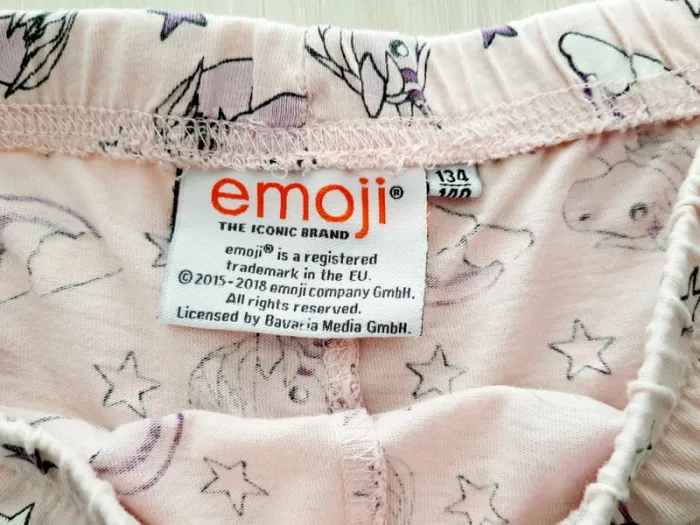 emoji®
THE ICONIC BRAND
emoji® is a registered
trademark in the EU.
©2015-2018 emoji company GmbH.
All rights reserved.
Licensed by Bavaria Media GmbH.
134
140